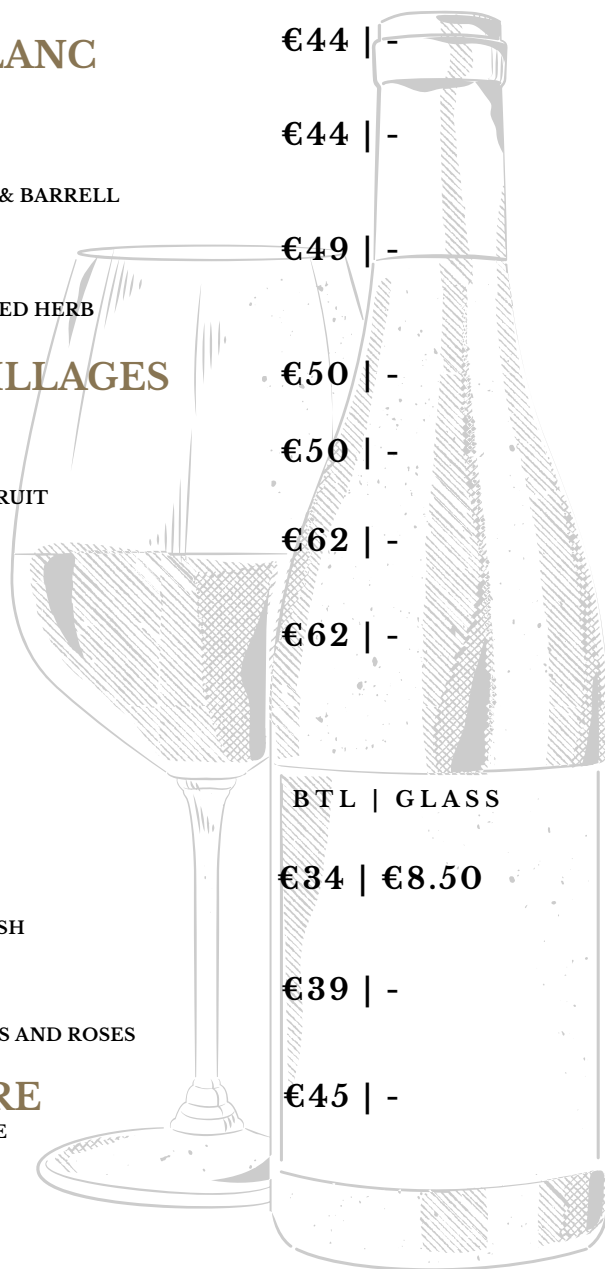 LANC €44 | -
€44 | -
& BARRELL
€49 | -
ED HERB
ILLAGES €50 | -
€50 | -
RUIT
€62 | -
€62 | -
BTL | GLASS
€34 | €8.50
SH
€39 | -
S AND ROSES
RE €45 | -
E